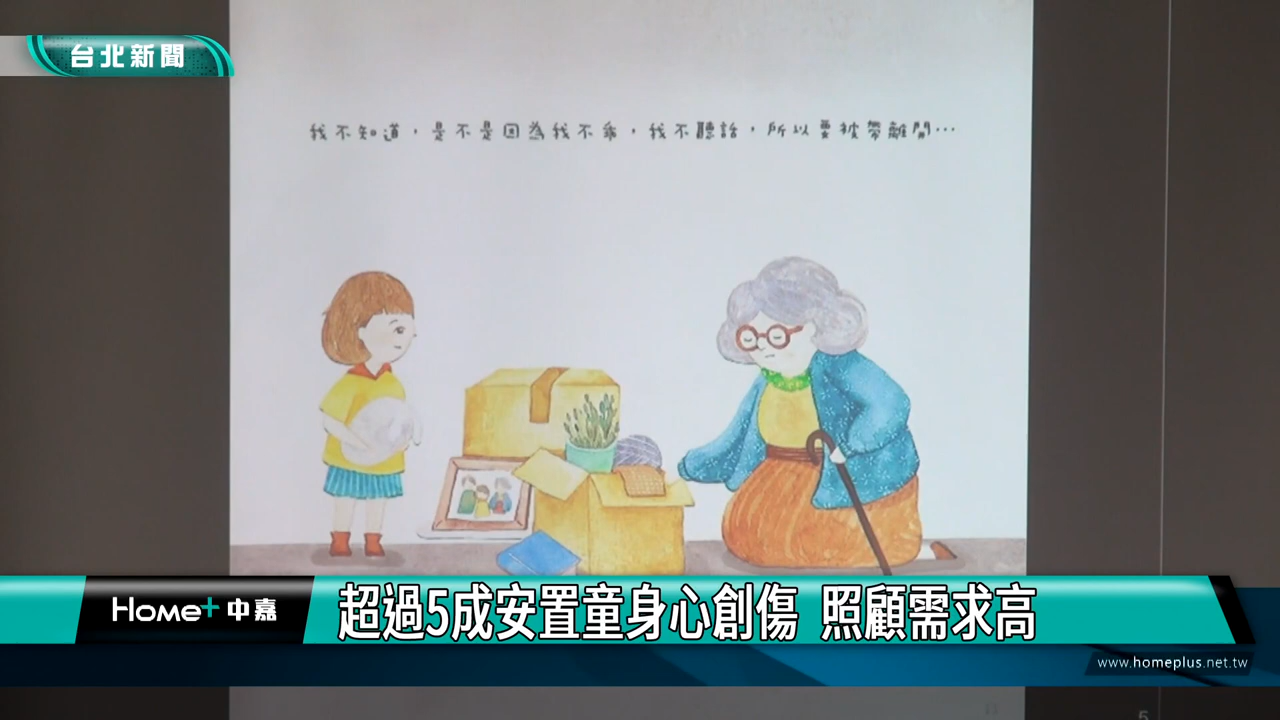 台北新聞
我不知道，是不是因為我不乖，我不聽話，所以要被帶離開…
Home+中嘉
超過5成安置童身心創傷 照顧需求高
www.homeplus.net.tw
5